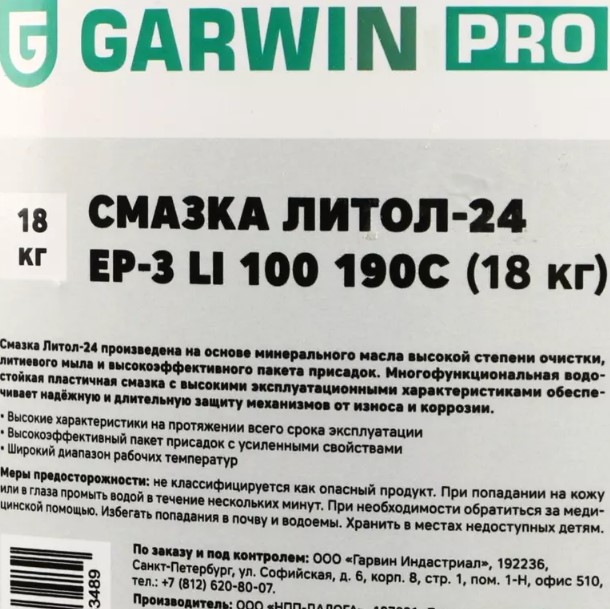 GARWIN PRO
18 кг
СМАЗКА ЛИТОЛ-24
EP-3 LI 100 190С (18 кг)
Смазка Литол-24 произведена на основе минерального масла высокой степени очистки,
литиевого мыла и высокоэффективного пакета присадок. Многофункциональная водо-
стойкая пластичная смазка с высокими эксплуатационными характеристиками обеспе-
чивает надёжную и длительную защиту механизмов от износа и коррозии.
• Высокие характеристики на протяжении всего срока эксплуатации
• Высокоэффективный пакет присадок с усиленными свойствами
• Широкий диапазон рабочих температур
Меры предосторожности: не классифицируется как опасный продукт. При попадании на кожу
или в глаза промыть водой в течение нескольких минут. При необходимости обратиться за меди-
цинской помощью. Избегать попадания в почву и водоемы. Хранить в местах недоступных детям.
По заказу и под контролем: ООО «Гарвин Индастриал», 192236,
Санкт-Петербург, ул. Софийская, д. 6, корп. 8, стр. 1, пом. 1-Н, офис 510,
тел.: +7 (812) 620-80-07.
Производитель: ООО
3489